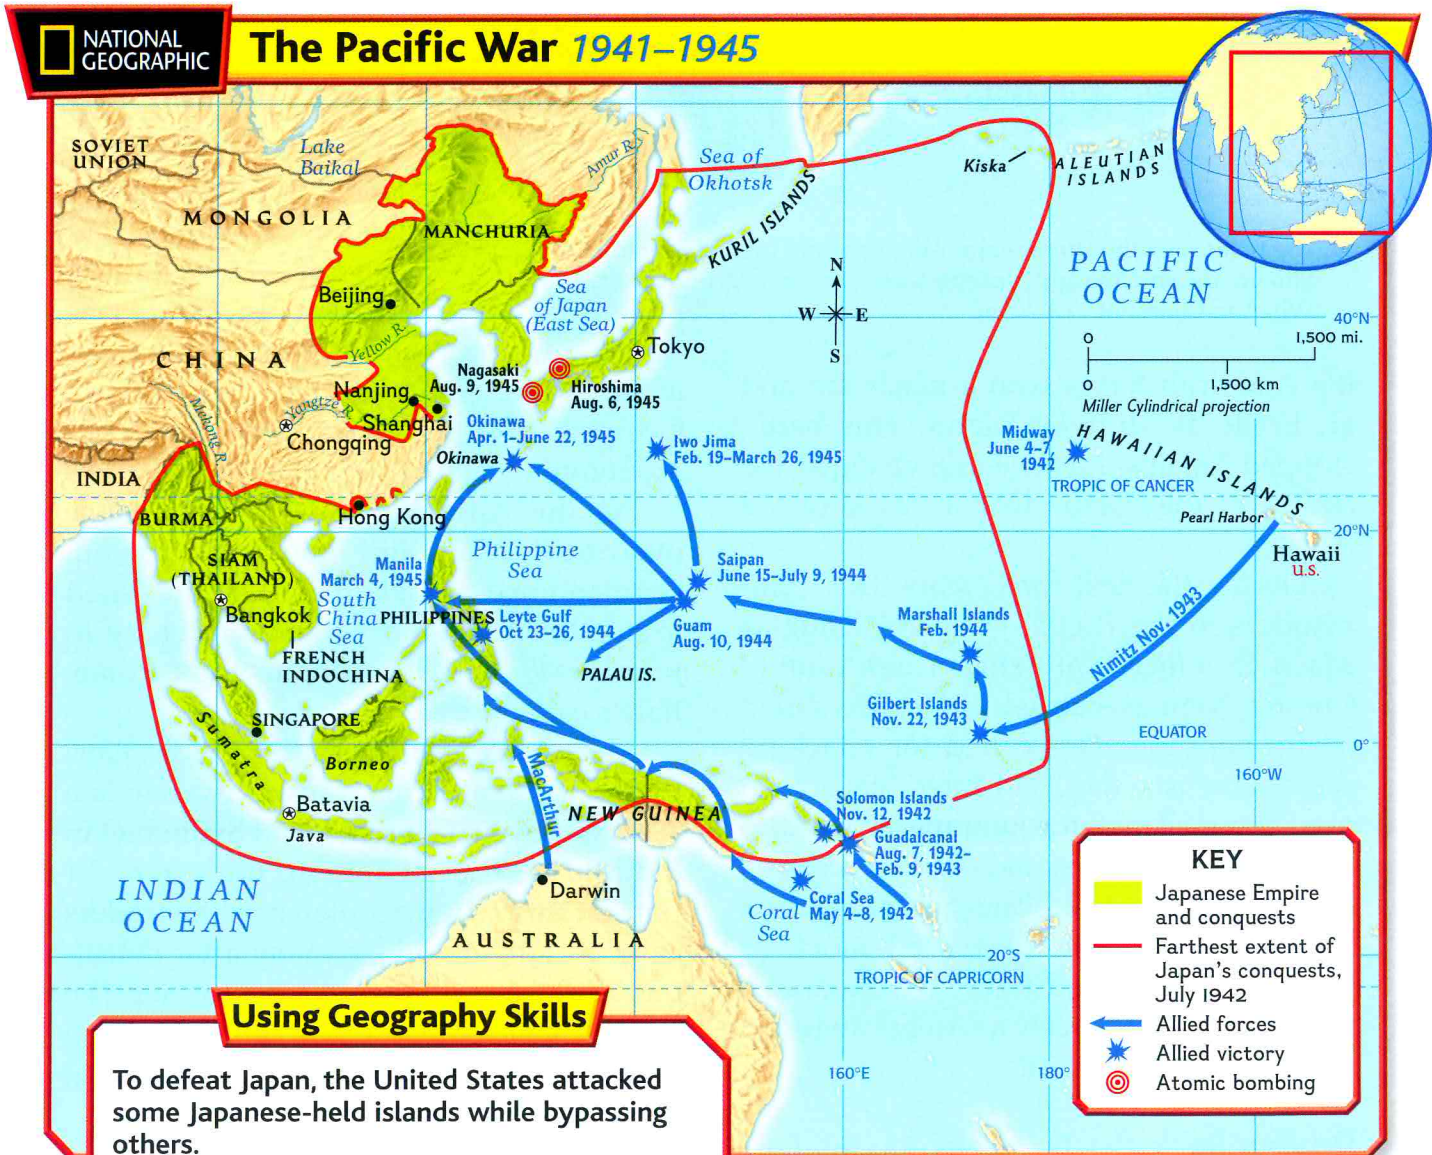 NATIONAL
GEOGRAPHIC
The Pacific War 1941–1945
SOVIET
UNION
Lake
Baikal
Amur R.
Sea of
Okhotsk
Kiska
ALEUTIAN
ISLANDS
MONGOLIA
MANCHURIA
KURIL ISLANDS
PACIFIC
OCEAN
N
W E
S
Beijing
Sea
of Japan
(East Sea)
40°N
0 1,500 mi.
0 1,500 km
Miller Cylindrical projection
CHINA
Yellow R.
Tokyo
Nagasaki
Aug. 9, 1945
Hiroshima
Aug. 6, 1945
Nanjing
Yangtze R.
Shanghai
Chongqing
Mekong R.
Okinawa
Apr. 1–June 22, 1945
Okinawa
Iwo Jima
Feb. 19–March 26, 1945
Midway
June 4–7,
1942
HAWAIIAN ISLANDS
INDIA
TROPIC OF CANCER
BURMA
Hong Kong
Pearl Harbor
20°N
Hawaii
U.S.
SIAM
(THAILAND)
Manila
March 4, 1945
Philippine
Sea
Saipan
June 15–July 9, 1944
Bangkok
South
China
Sea
PHILIPPINES
Leyte Gulf
Oct 23–26, 1944
Guam
Aug. 10, 1944
Marshall Islands
Feb. 1944
Nimitz Nov. 1943
FRENCH
INDOCHINA
PALAU IS.
Gilbert Islands
Nov. 22, 1943
SINGAPORE
Sumatra
Borneo
EQUATOR
0°
160°W
MacArthur
Batavia
Java
NEW GUINEA
Solomon Islands
Nov. 12, 1942
Guadalcanal
Aug. 7, 1942–
Feb. 9, 1943
INDIAN
OCEAN
Darwin
Coral Sea
May 4–8, 1942
Coral
Sea
AUSTRALIA
20°S
TROPIC OF CAPRICORN
160°E
180°
KEY
Japanese Empire
and conquests
Farthest extent of
Japan's conquests,
July 1942
Allied forces
Allied victory
Atomic bombing
Using Geography Skills
To defeat Japan, the United States attacked
some Japanese-held islands while bypassing
others.